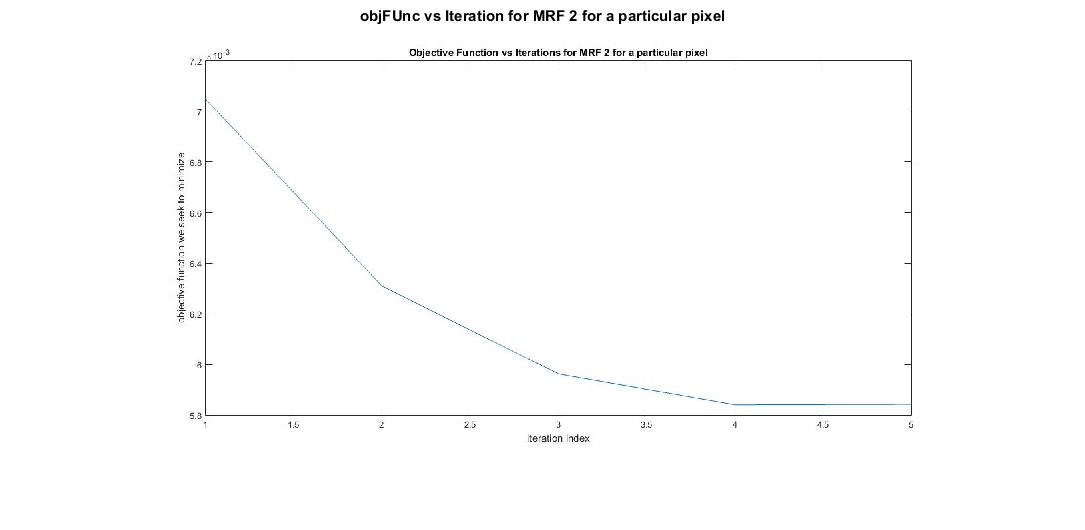 objFUnc vs Iteration for MRF 2 for a particular pixel
Objective Function vs Iterations for MRF 2 for a particular pixel
×10-3
7.2
7
6.8
6.6
6.4
6.2
6
5.8
objective function we seek to minimize
1 1.5 2 2.5 3 3.5 4 4.5 5
Iteration index